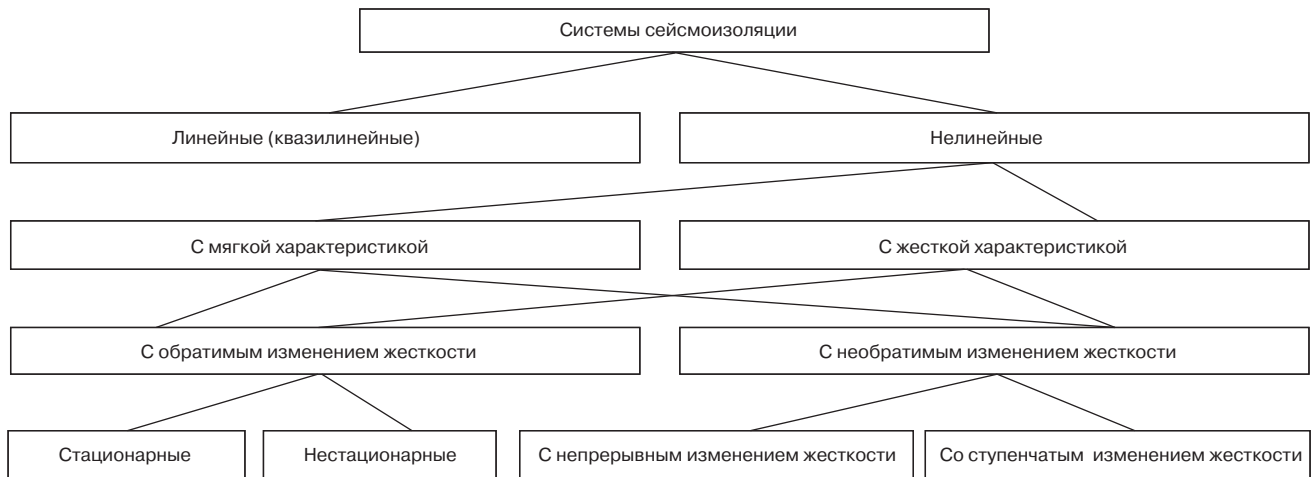 Системы сейсмоизоляции
Линейные (квазилинейные)
Нелинейные
С мягкой характеристикой
С жесткой характеристикой
С обратимым изменением жесткости
С необратимым изменением жесткости
Стационарные
Нестационарные
С непрерывным изменением жесткости
Со ступенчатым изменением жесткости